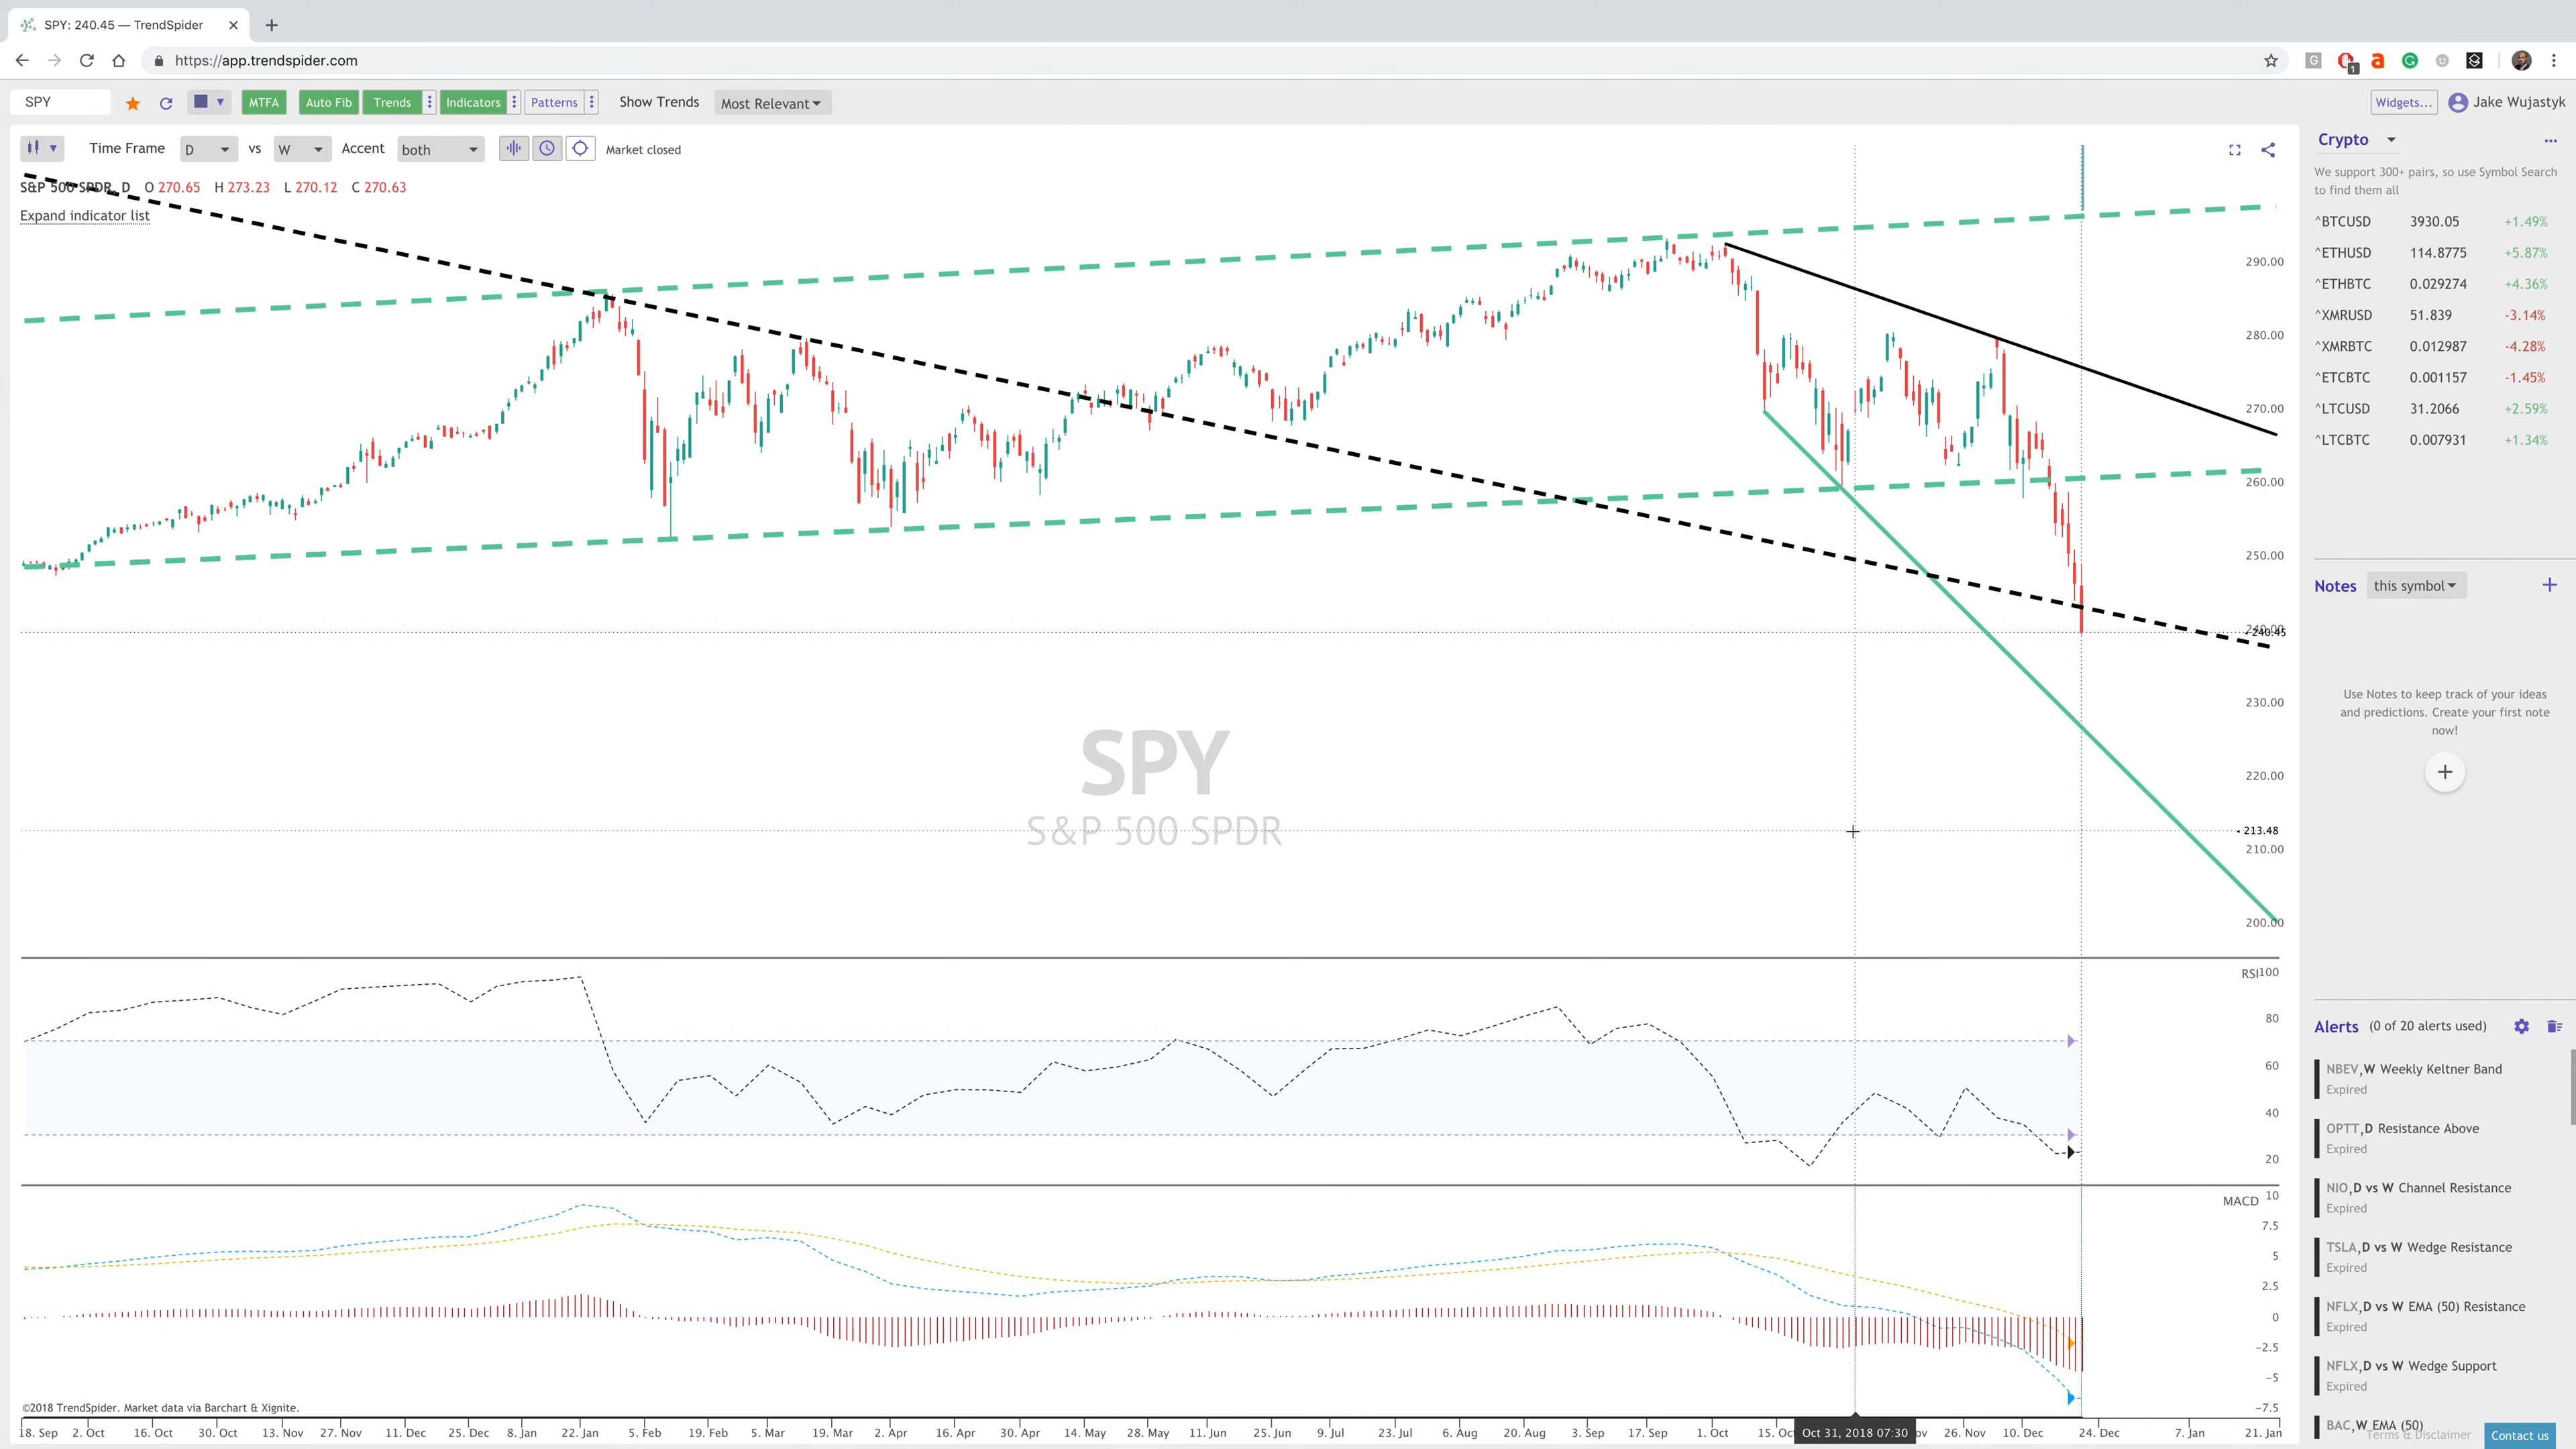 SPY: 240.45 — TrendSpider
https://app.trendspider.com
SPY MTFA Auto Fib Trends Indicators Patterns Show Trends Most Relevant Widgets... Jake Wujastyk
Time Frame D vs W Accent both Market closed
S&P 500 SPDR, D O 270.65 H 273.23 L 270.12 C 270.63
Expand indicator list
290.00
280.00
270.00
260.00
250.00
240.00
240.45
230.00
220.00
213.48
210.00
200.00
SPY
S&P 500 SPDR
RSI 100
80
60
40
20
MACD 10
7.5
5
2.5
0
-2.5
-5
-7.5
©2018 TrendSpider. Market data via Barchart & Xignite.
18. Sep 2. Oct 16. Oct 30. Oct 13. Nov 27. Nov 11. Dec 25. Dec 8. Jan 22. Jan 5. Feb 19. Feb 5. Mar 19. Mar 2. Apr 16. Apr 30. Apr 14. May 28. May 11. Jun 25. Jun 9. Jul 23. Jul 6. Aug 20. Aug 3. Sep 17. Sep 1. Oct 15. Oct Oct 31, 2018 07:30 26. Nov 10. Dec 24. Dec 7. Jan 21. Jan
Crypto
We support 300+ pairs, so use Symbol Search
to find them all
^BTCUSD 3930.05 +1.49%
^ETHUSD 114.8775 +5.87%
^ETHBTC 0.029274 +4.36%
^XMRUSD 51.839 -3.14%
^XMRBTC 0.012987 -4.28%
^ETCBTC 0.001157 -1.45%
^LTCUSD 31.2066 +2.59%
^LTCBTC 0.007931 +1.34%
Notes this symbol
Use Notes to keep track of your ideas
and predictions. Create your first note
now!
Alerts (0 of 20 alerts used)
NBEV,W Weekly Keltner Band
Expired
OPTT,D Resistance Above
Expired
NIO,D vs W Channel Resistance
Expired
TSLA,D vs W Wedge Resistance
Expired
NFLX,D vs W EMA (50) Resistance
Expired
NFLX,D vs W Wedge Support
Expired
BAC,W EMA (50)
Terms & Disclaimer
Contact us